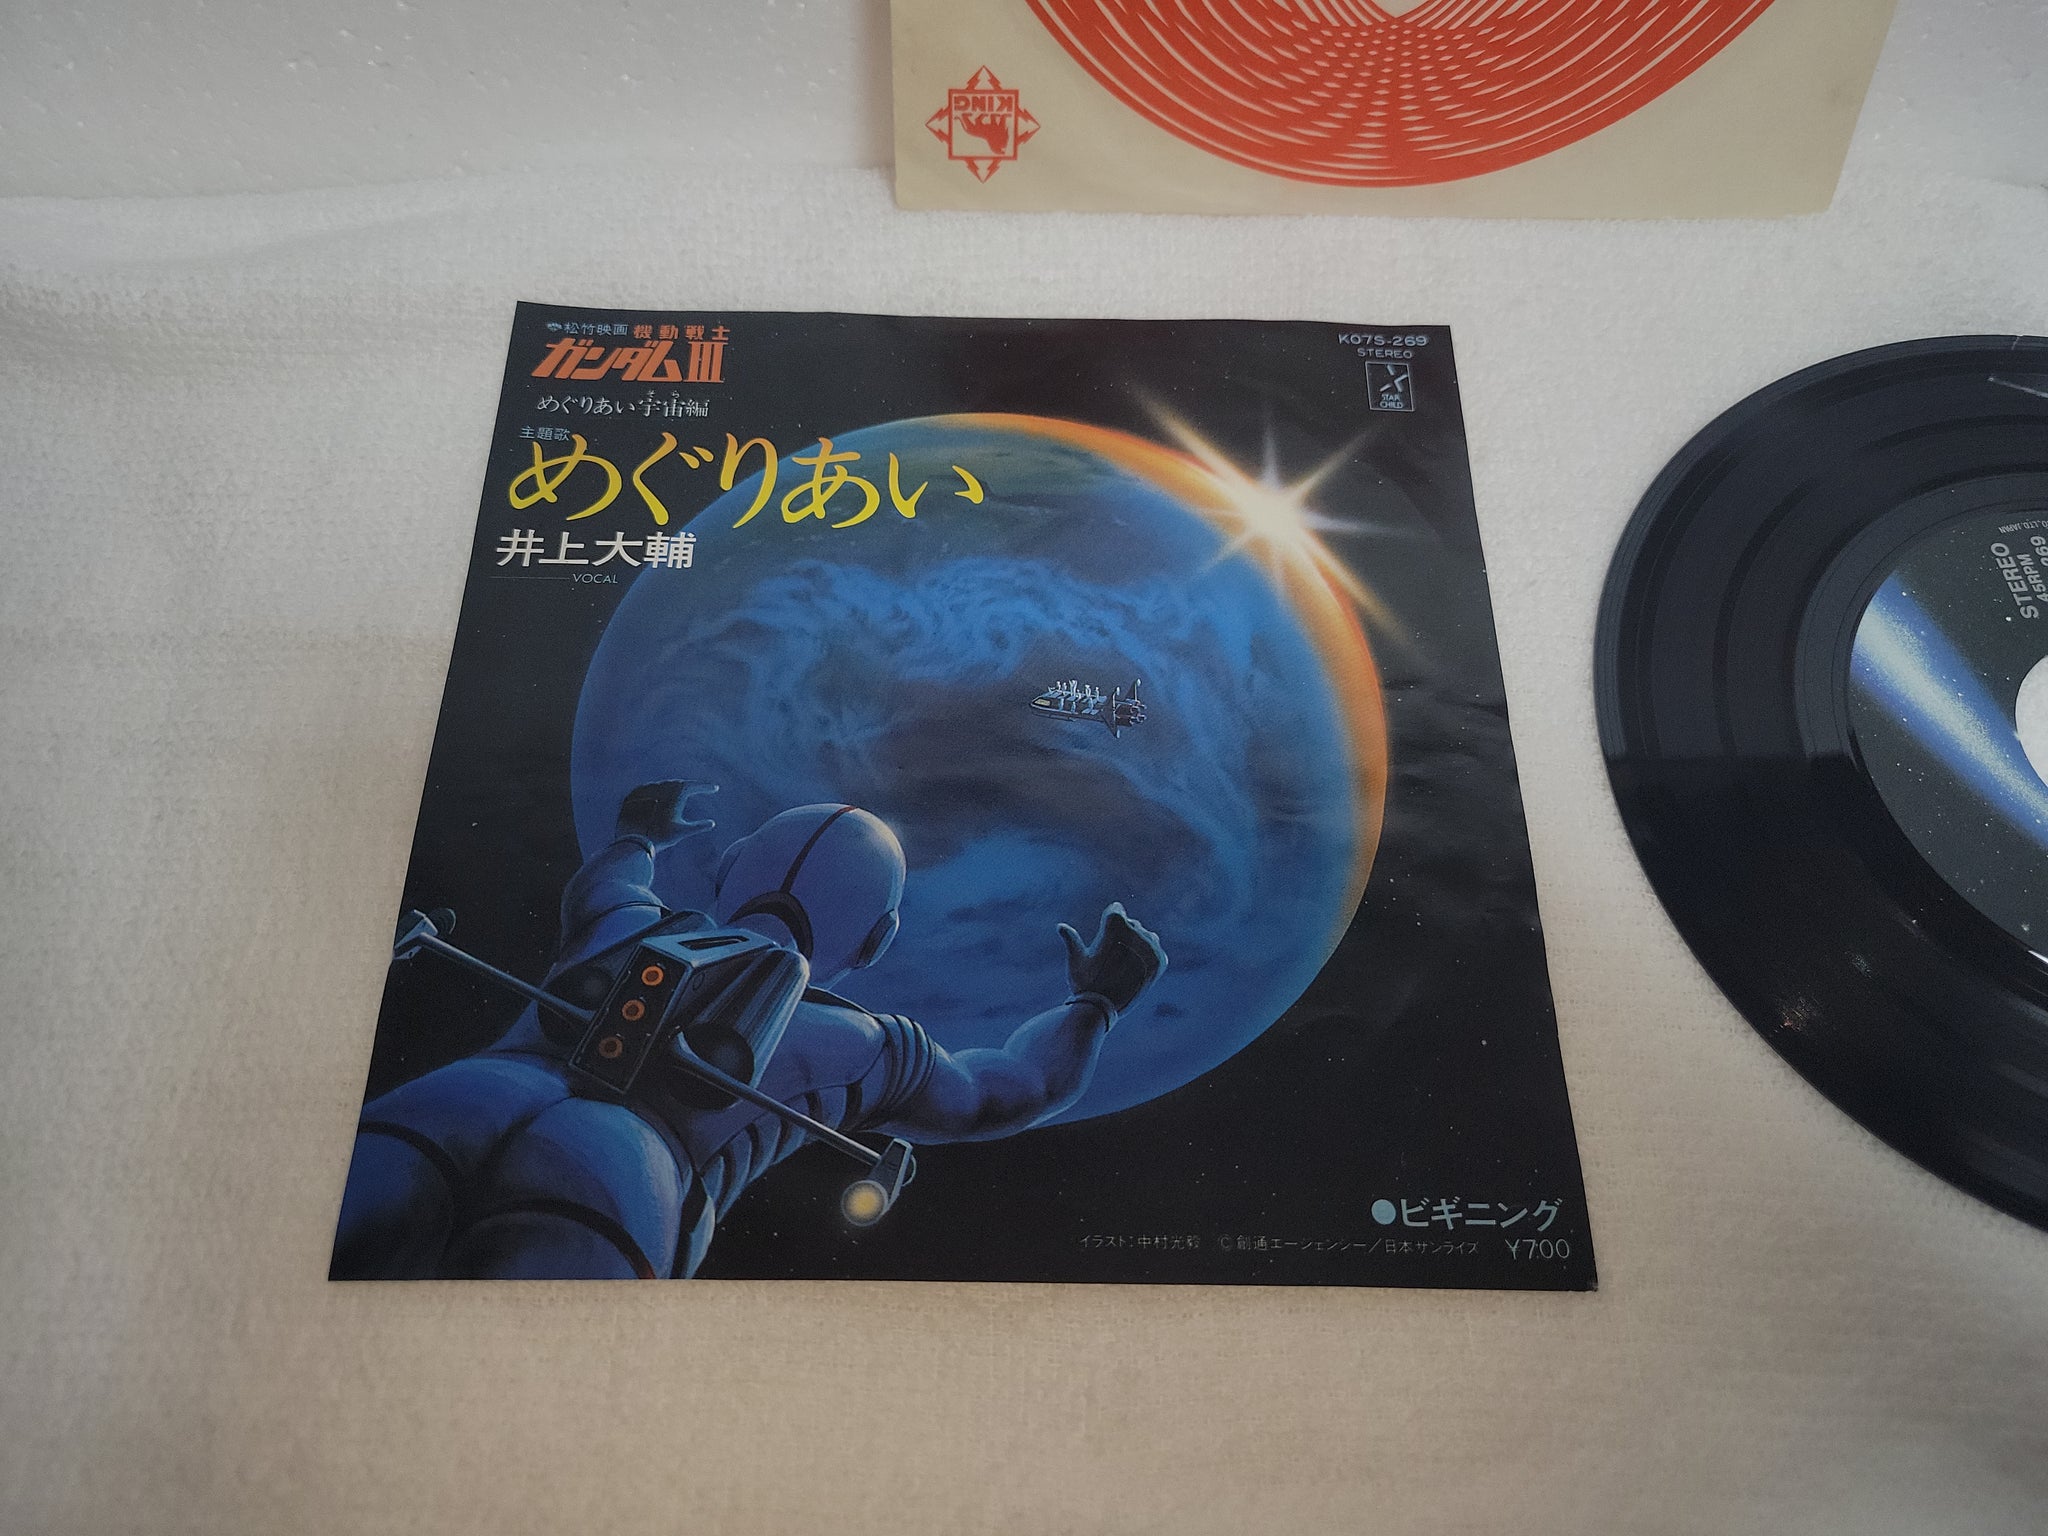 KING
松竹映画 機動戦士
ガンダムIII
そら
めぐりあい宇宙編
主題歌
めぐりあい
井上大輔
VOCAL
K07S-269
STEREO
STAR
CHILD
●ビギニング
イラスト:中村光毅 ©創通エージェンシー/日本サンライズ ¥700
STEREO
45RPM